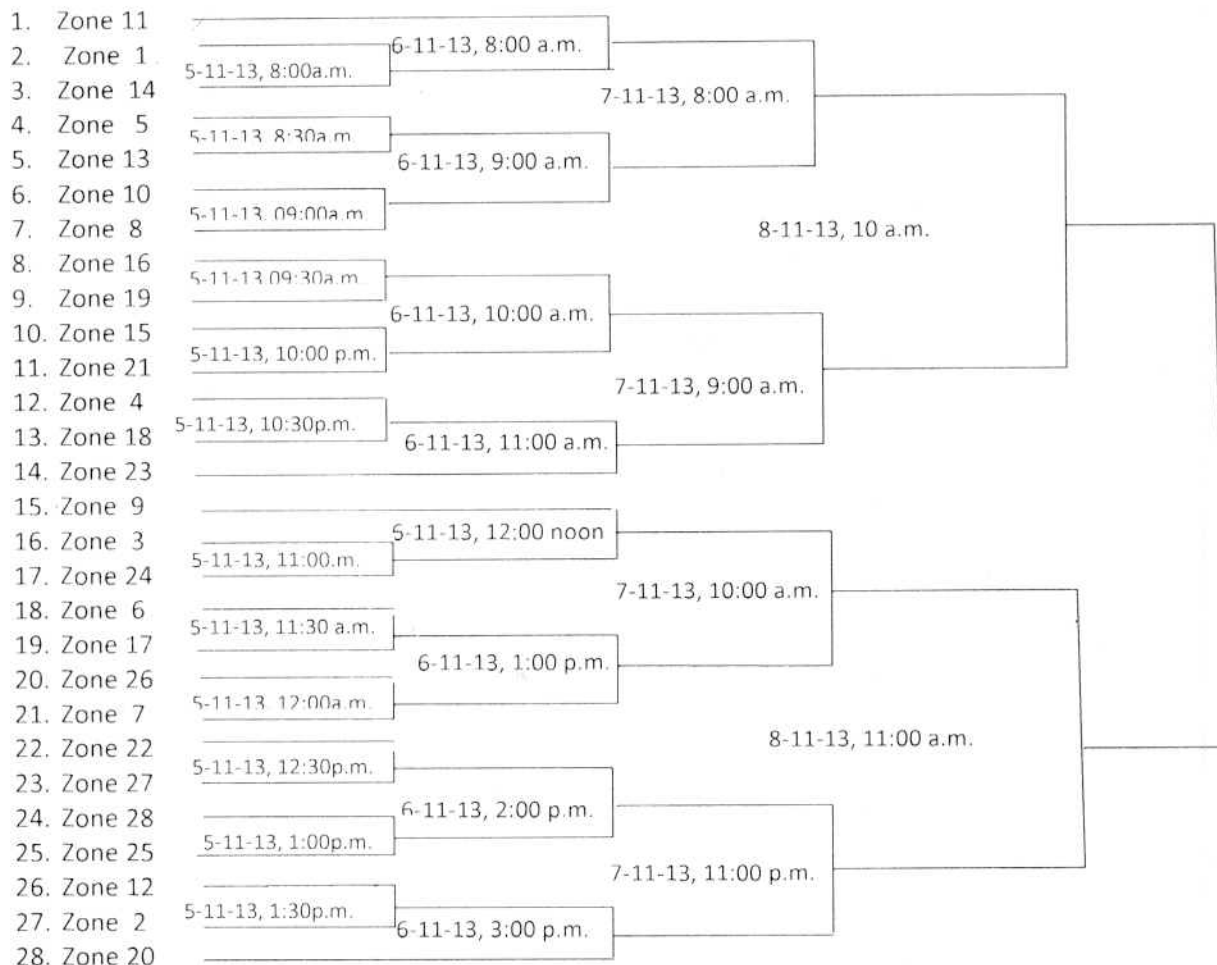 1. Zone 11
2. Zone 1
3. Zone 14
4. Zone 5
5. Zone 13
6. Zone 10
7. Zone 8
8. Zone 16
9. Zone 19
10. Zone 15
11. Zone 21
12. Zone 4
13. Zone 18
14. Zone 23
15. Zone 9
16. Zone 3
17. Zone 24
18. Zone 6
19. Zone 17
20. Zone 26
21. Zone 7
22. Zone 22
23. Zone 27
24. Zone 28
25. Zone 25
26. Zone 12
27. Zone 2
28. Zone 20
5-11-13, 8:00a.m.
5-11-13, 8:30a.m.
5-11-13, 09:00a.m.
5-11-13,09:30a.m.
5-11-13, 10:00 p.m.
5-11-13, 10:30p.m.
5-11-13, 11:00.m.
5-11-13, 11:30 a.m.
5-11-13, 12:00a.m.
5-11-13, 12:30p.m.
5-11-13, 1:00p.m.
5-11-13, 1:30p.m.
6-11-13, 8:00 a.m.
6-11-13, 9:00 a.m.
6-11-13, 10:00 a.m.
6-11-13, 11:00 a.m.
5-11-13, 12:00 noon
6-11-13, 1:00 p.m.
6-11-13, 2:00 p.m.
6-11-13, 3:00 p.m.
7-11-13, 8:00 a.m.
7-11-13, 9:00 a.m.
7-11-13, 10:00 a.m.
7-11-13, 11:00 p.m.
8-11-13, 10 a.m.
8-11-13, 11:00 a.m.